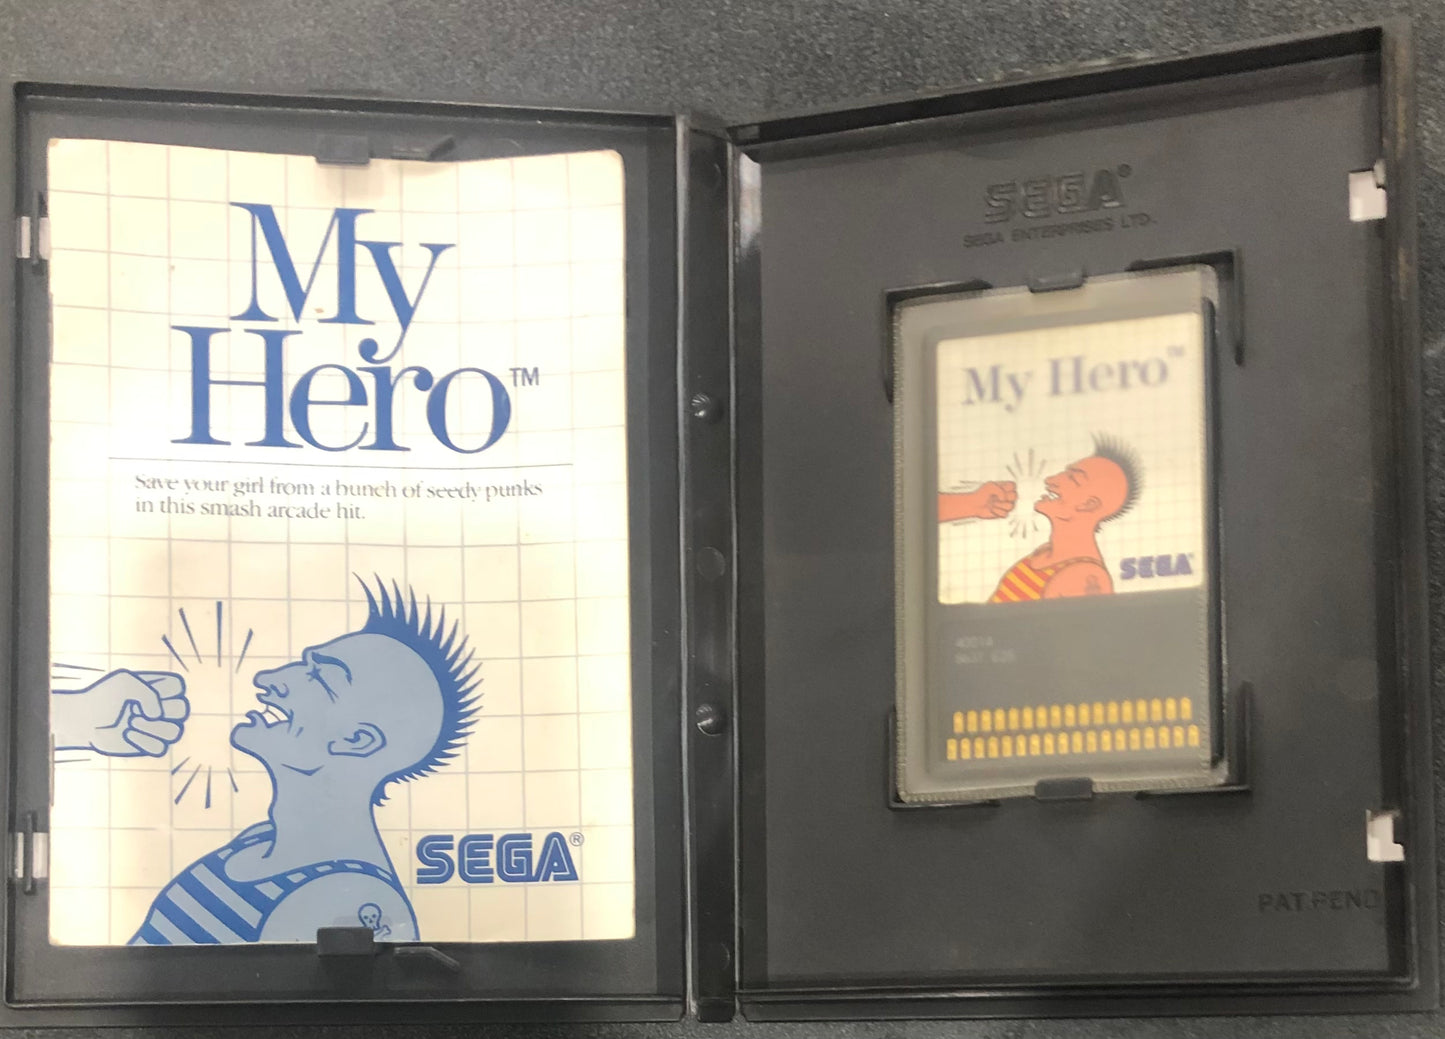 My
Hero™
Save your girl from a bunch of seedy punks
in this smash arcade hit.
SEGA®
SEGA®
SEGA ENTERPRISES LTD.
My Hero™
SEGA®
4001A
PAT.PEND